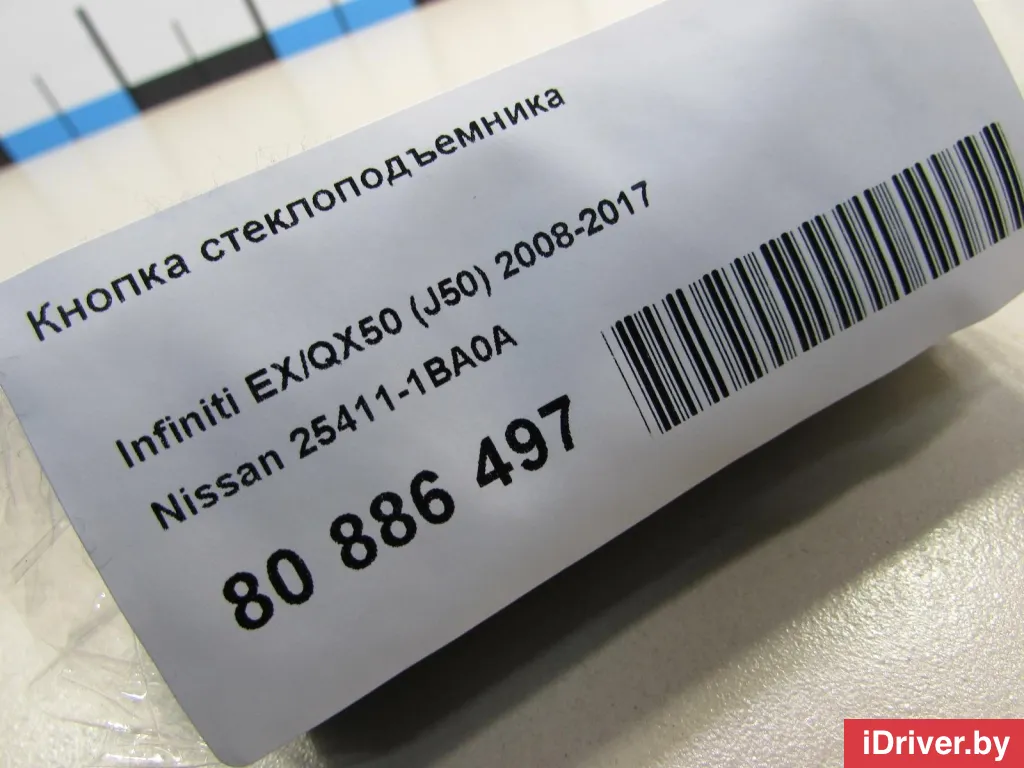 Кнопка стеклоподъемника
Infiniti EX/QX50 (J50) 2008-2017
Nissan 25411-1BA0A
80 886 497
iDriver.by